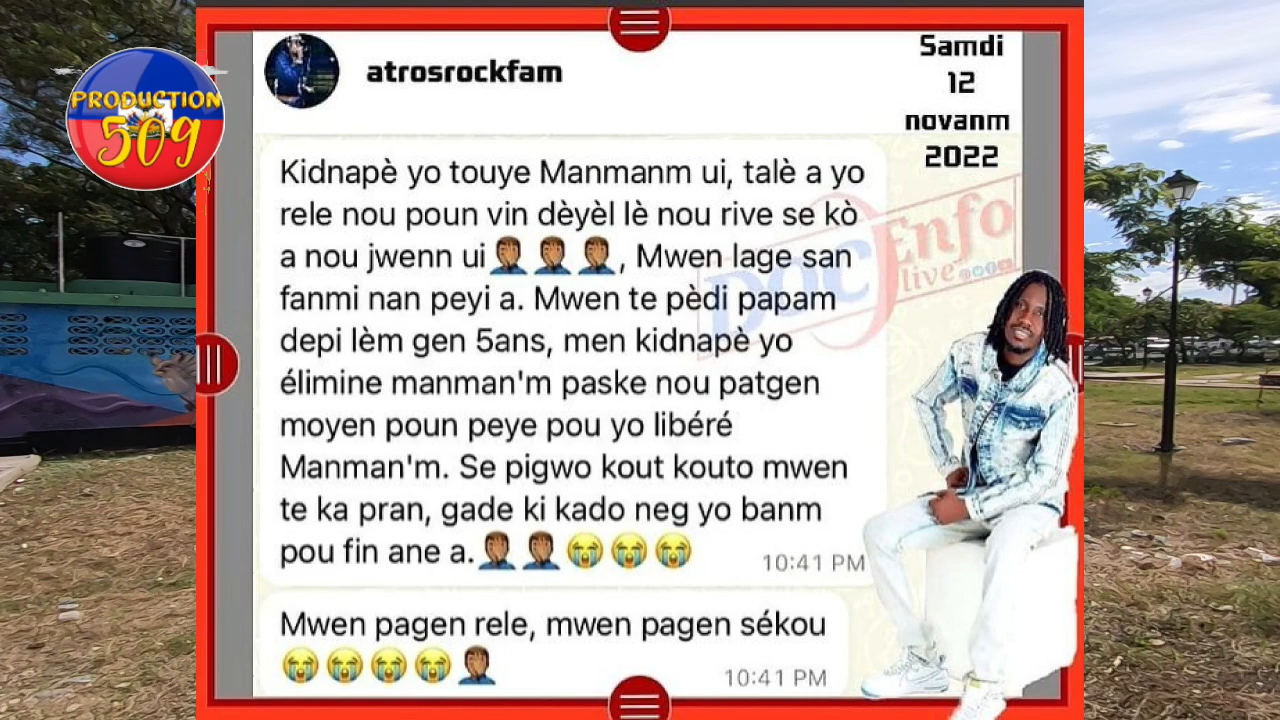 PRODUCTION
509
atrosrockfam
Samdi
12
novanm
2022
Kidnapè yo touye Manmanm ui, talè a yo
rele nou poun vin dèyèl lè nou rive se kò
a nou jwenn ui🤦🏾‍♂️🤦🏾‍♂️🤦🏾‍♂️, Mwen lage san
fanmi nan peyi a. Mwen te pèdi papam
depi lèm gen 5ans, men kidnapè yo
élimine manman'm paske nou patgen
moyen poun peye pou yo libéré
Manman'm. Se pigwo kout kouto mwen
te ka pran, gade ki kado neg yo banm
pou fin ane a.🤦🏾‍♂️🤦🏾‍♂️😭😭😭
10:41 PM
Mwen pagen rele, mwen pagen sékou
😭😭😭😭🤦🏾‍♂️
10:41 PM
DOC Enfo
live